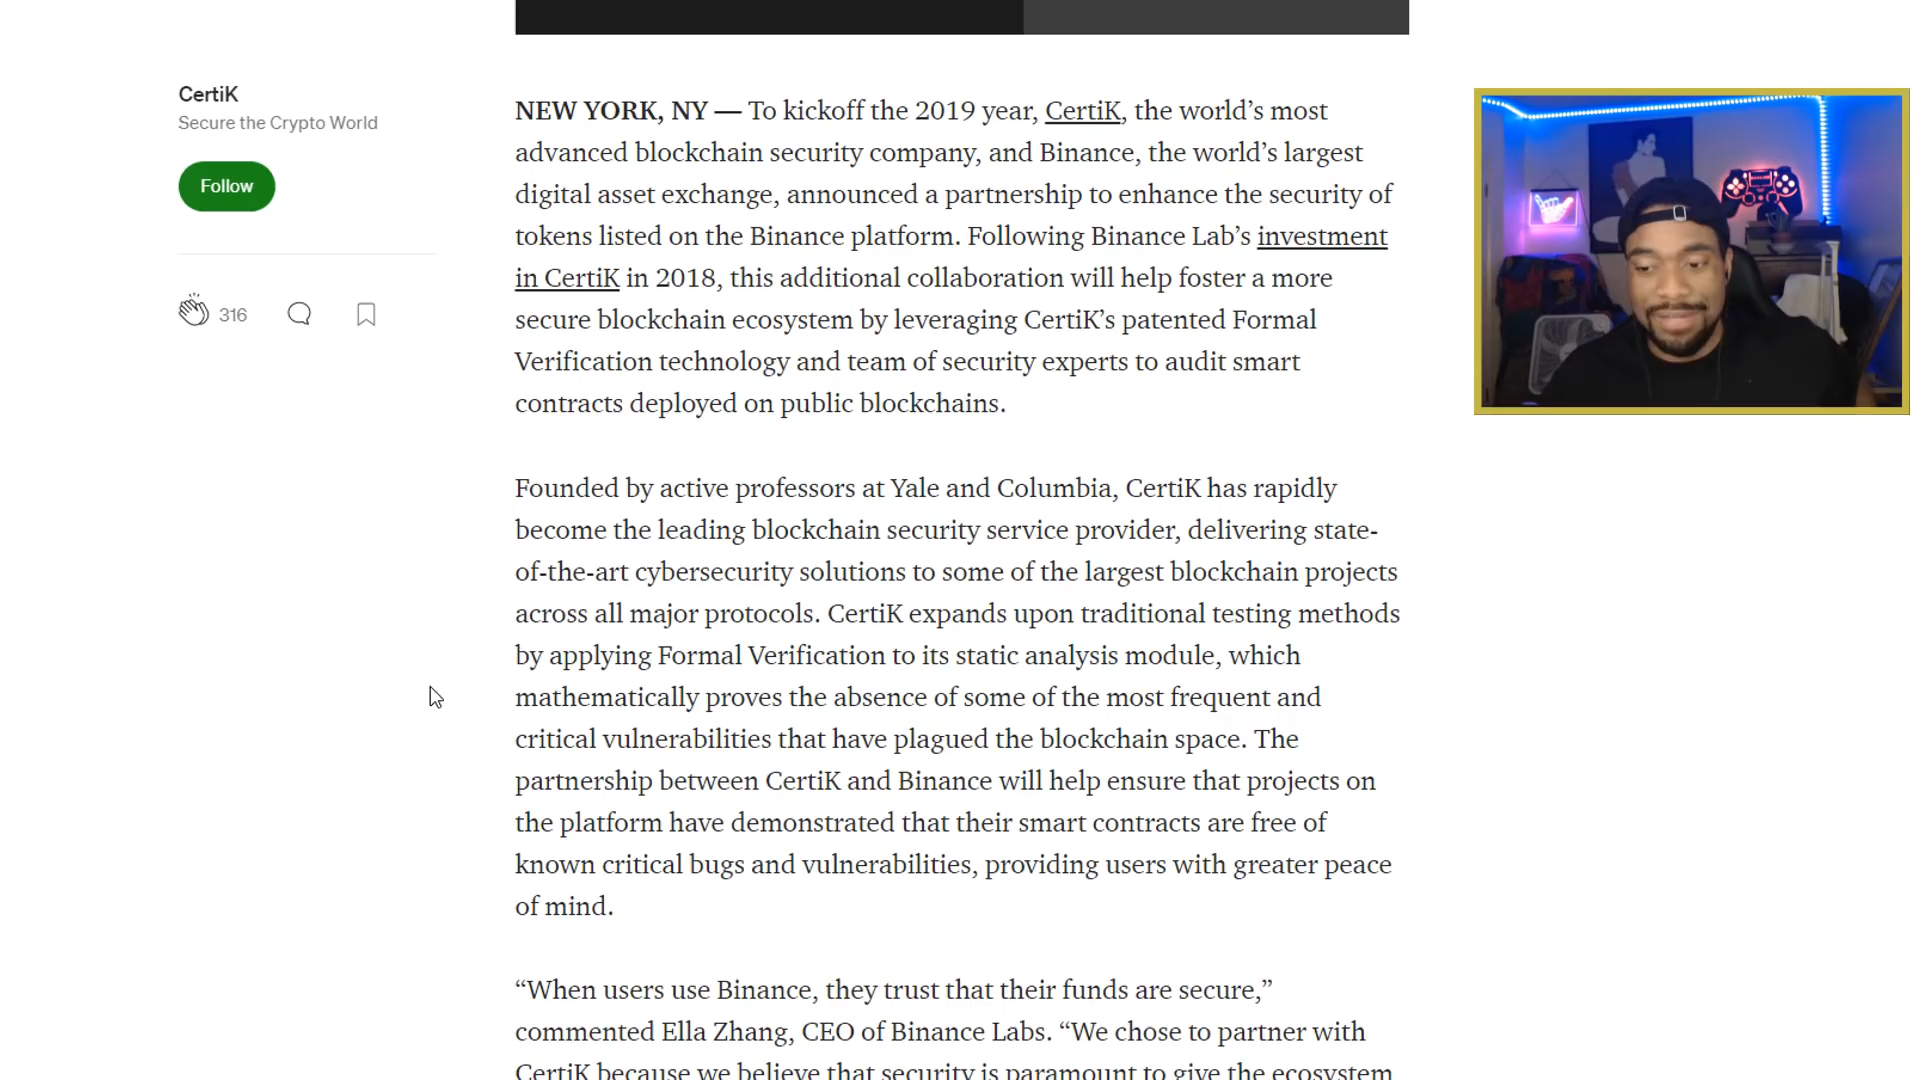 CertiK
Secure the Crypto World
Follow
316
NEW YORK, NY — To kickoff the 2019 year, CertiK, the world’s most
advanced blockchain security company, and Binance, the world’s largest
digital asset exchange, announced a partnership to enhance the security of
tokens listed on the Binance platform. Following Binance Lab’s investment
in CertiK in 2018, this additional collaboration will help foster a more
secure blockchain ecosystem by leveraging CertiK’s patented Formal
Verification technology and team of security experts to audit smart
contracts deployed on public blockchains.
Founded by active professors at Yale and Columbia, CertiK has rapidly
become the leading blockchain security service provider, delivering state-
of-the-art cybersecurity solutions to some of the largest blockchain projects
across all major protocols. CertiK expands upon traditional testing methods
by applying Formal Verification to its static analysis module, which
mathematically proves the absence of some of the most frequent and
critical vulnerabilities that have plagued the blockchain space. The
partnership between CertiK and Binance will help ensure that projects on
the platform have demonstrated that their smart contracts are free of
known critical bugs and vulnerabilities, providing users with greater peace
of mind.
“When users use Binance, they trust that their funds are secure,”
commented Ella Zhang, CEO of Binance Labs. “We chose to partner with
CertiK because we believe that security is paramount to give the ecosystem